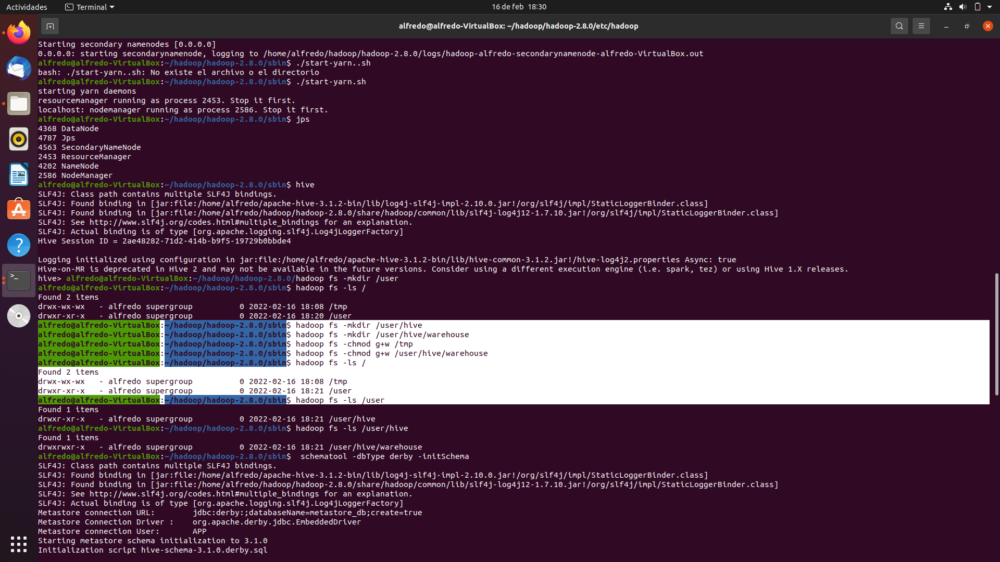 Actividades
Terminal
16 de feb 18:30
alfredo@alfredo-VirtualBox: ~/hadoop/hadoop-2.8.0/etc/hadoop
Starting secondary namenodes [0.0.0.0]
0.0.0.0: starting secondarynamenode, logging to /home/alfredo/hadoop/hadoop-2.8.0/logs/hadoop-alfredo-secondarynamenode-alfredo-VirtualBox.out
alfredo@alfredo-VirtualBox:~/hadoop/hadoop-2.8.0/sbin$ ./start-yarn..sh
bash: ./start-yarn..sh: No existe el archivo o el directorio
alfredo@alfredo-VirtualBox:~/hadoop/hadoop-2.8.0/sbin$ ./start-yarn.sh
starting yarn daemons
resourcemanager running as process 2453. Stop it first.
localhost: nodemanager running as process 2586. Stop it first.
alfredo@alfredo-VirtualBox:~/hadoop/hadoop-2.8.0/sbin$ jps
4368 DataNode
4787 Jps
4563 SecondaryNameNode
2453 ResourceManager
4202 NameNode
2586 NodeManager
alfredo@alfredo-VirtualBox:~/hadoop/hadoop-2.8.0/sbin$ hive
SLF4J: Class path contains multiple SLF4J bindings.
SLF4J: Found binding in [jar:file:/home/alfredo/apache-hive-3.1.2-bin/lib/log4j-slf4j-impl-2.10.0.jar!/org/slf4j/impl/StaticLoggerBinder.class]
SLF4J: Found binding in [jar:file:/home/alfredo/hadoop/hadoop-2.8.0/share/hadoop/common/lib/slf4j-log4j12-1.7.10.jar!/org/slf4j/impl/StaticLoggerBinder.class]
SLF4J: See http://www.slf4j.org/codes.html#multiple_bindings for an explanation.
SLF4J: Actual binding is of type [org.apache.logging.slf4j.Log4jLoggerFactory]
Hive Session ID = 2ae48282-71d2-414b-b9f5-19729b0bbde4
Logging initialized using configuration in jar:file:/home/alfredo/apache-hive-3.1.2-bin/lib/hive-common-3.1.2.jar!/hive-log4j2.properties Async: true
Hive-on-MR is deprecated in Hive 2 and may not be available in the future versions. Consider using a different execution engine (i.e. spark, tez) or using Hive 1.X releases.
hive> alfredo@alfredo-VirtualBox:~/hadoop/hadoop-2.8.0/hadoop fs -mkdir /user
alfredo@alfredo-VirtualBox:~/hadoop/hadoop-2.8.0/sbin$ hadoop fs -ls /
Found 2 items
drwx-wx-wx   - alfredo supergroup          0 2022-02-16 18:08 /tmp
drwxr-xr-x   - alfredo supergroup          0 2022-02-16 18:20 /user
alfredo@alfredo-VirtualBox:~/hadoop/hadoop-2.8.0/sbin$ hadoop fs -mkdir /user/hive
alfredo@alfredo-VirtualBox:~/hadoop/hadoop-2.8.0/sbin$ hadoop fs -mkdir /user/hive/warehouse
alfredo@alfredo-VirtualBox:~/hadoop/hadoop-2.8.0/sbin$ hadoop fs -chmod g+w /tmp
alfredo@alfredo-VirtualBox:~/hadoop/hadoop-2.8.0/sbin$ hadoop fs -chmod g+w /user/hive/warehouse
alfredo@alfredo-VirtualBox:~/hadoop/hadoop-2.8.0/sbin$ hadoop fs -ls /
Found 2 items
drwx-wx-wx   - alfredo supergroup          0 2022-02-16 18:08 /tmp
drwxr-xr-x   - alfredo supergroup          0 2022-02-16 18:21 /user
alfredo@alfredo-VirtualBox:~/hadoop/hadoop-2.8.0/sbin$ hadoop fs -ls /user
Found 1 items
drwxr-xr-x   - alfredo supergroup          0 2022-02-16 18:21 /user/hive
alfredo@alfredo-VirtualBox:~/hadoop/hadoop-2.8.0/sbin$ hadoop fs -ls /user/hive
Found 1 items
drwxrwxr-x   - alfredo supergroup          0 2022-02-16 18:21 /user/hive/warehouse
alfredo@alfredo-VirtualBox:~/hadoop/hadoop-2.8.0/sbin$  schematool -dbType derby -initSchema
SLF4J: Class path contains multiple SLF4J bindings.
SLF4J: Found binding in [jar:file:/home/alfredo/apache-hive-3.1.2-bin/lib/log4j-slf4j-impl-2.10.0.jar!/org/slf4j/impl/StaticLoggerBinder.class]
SLF4J: Found binding in [jar:file:/home/alfredo/hadoop/hadoop-2.8.0/share/hadoop/common/lib/slf4j-log4j12-1.7.10.jar!/org/slf4j/impl/StaticLoggerBinder.class]
SLF4J: See http://www.slf4j.org/codes.html#multiple_bindings for an explanation.
SLF4J: Actual binding is of type [org.apache.logging.slf4j.Log4jLoggerFactory]
Metastore connection URL:        jdbc:derby:;databaseName=metastore_db;create=true
Metastore Connection Driver :    org.apache.derby.jdbc.EmbeddedDriver
Metastore connection User:       APP
Starting metastore schema initialization to 3.1.0
Initialization script hive-schema-3.1.0.derby.sql